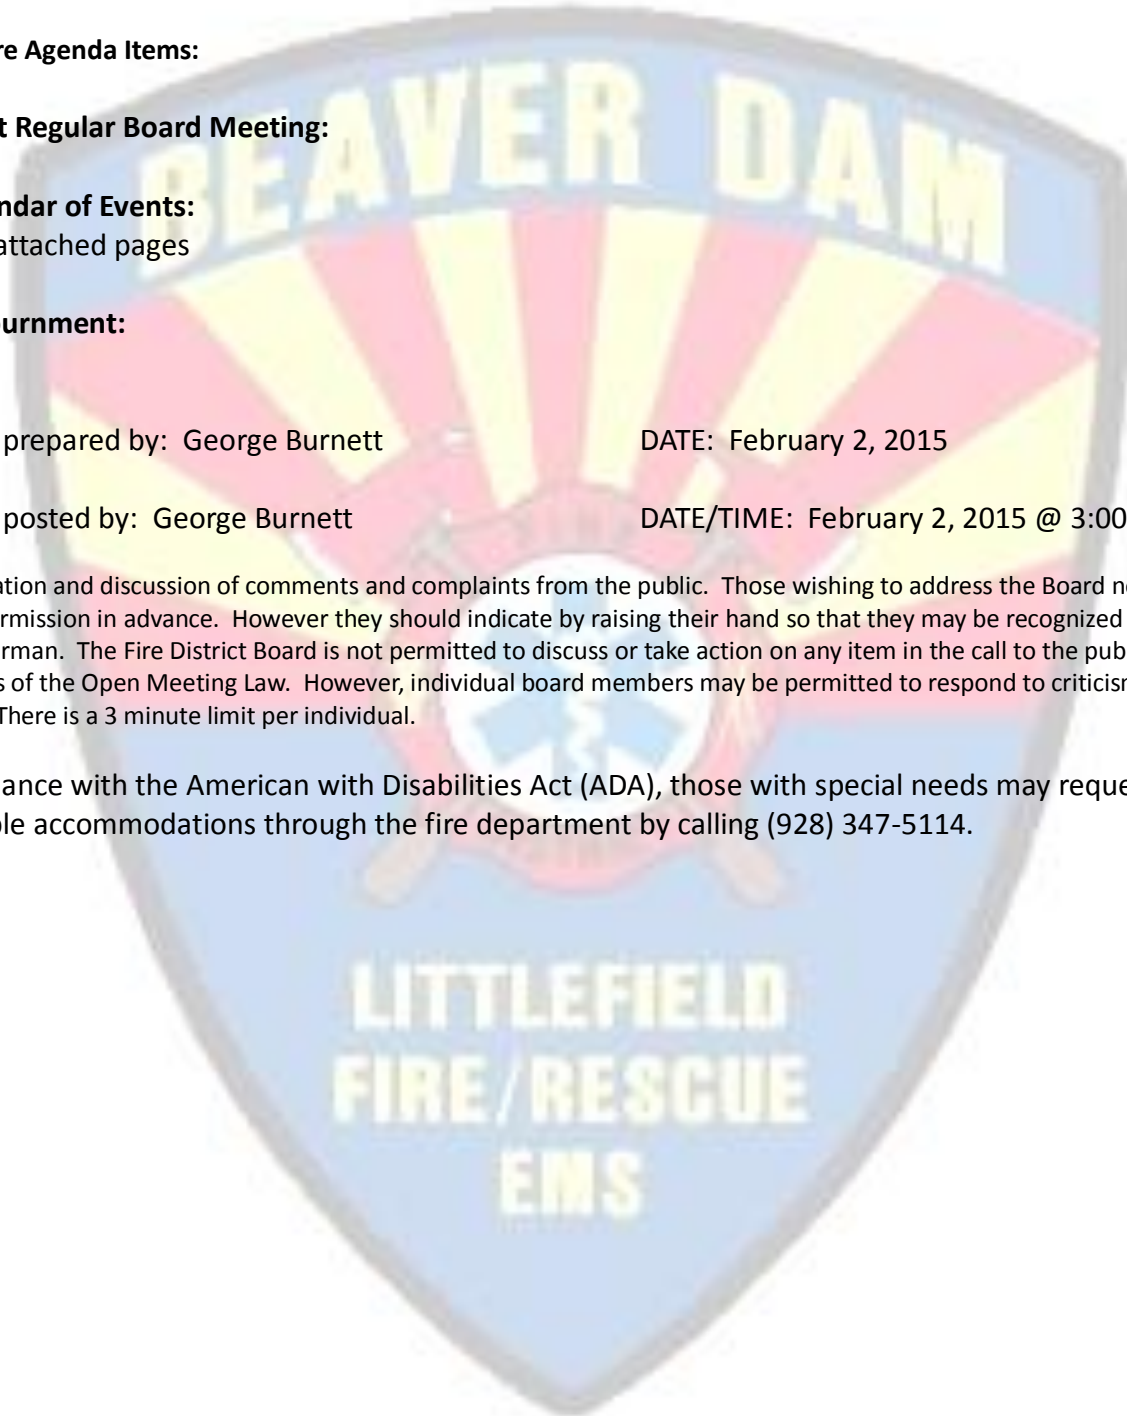 re Agenda Items:
t Regular Board Meeting:
ndar of Events:
attached pages
ournment:
prepared by: George Burnett DATE: February 2, 2015
posted by: George Burnett DATE/TIME: February 2, 2015 @ 3:00
ation and discussion of comments and complaints from the public. Those wishing to address the Board ne
rmission in advance. However they should indicate by raising their hand so that they may be recognized
rman. The Fire District Board is not permitted to discuss or take action on any item in the call to the pub
s of the Open Meeting Law. However, individual board members may be permitted to respond to criticism
There is a 3 minute limit per individual.
ance with the American with Disabilities Act (ADA), those with special needs may reque
ble accommodations through the fire department by calling (928) 347-5114.
BEAVER DAM
LITTLEFIELD
FIRE/RESCUE
EMS